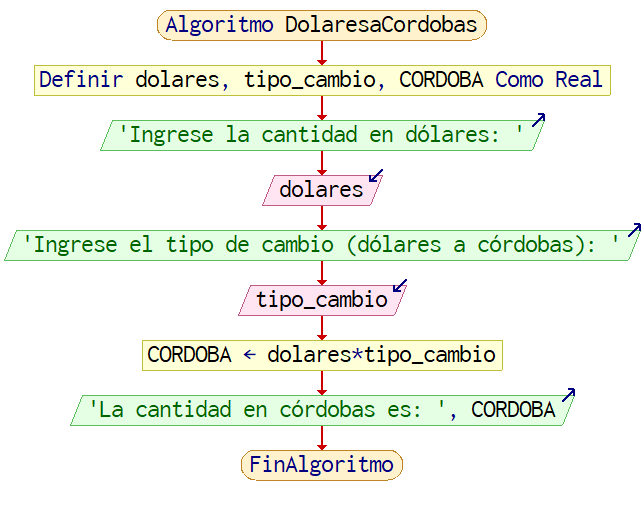 Algoritmo DolaresaCordobas
Definir dolares, tipo_cambio, CORDOBA Como Real
'Ingrese la cantidad en dólares: '
dolares
'Ingrese el tipo de cambio (dólares a córdobas): '
tipo_cambio
CORDOBA ← dolares*tipo_cambio
'La cantidad en córdobas es: ', CORDOBA
FinAlgoritmo